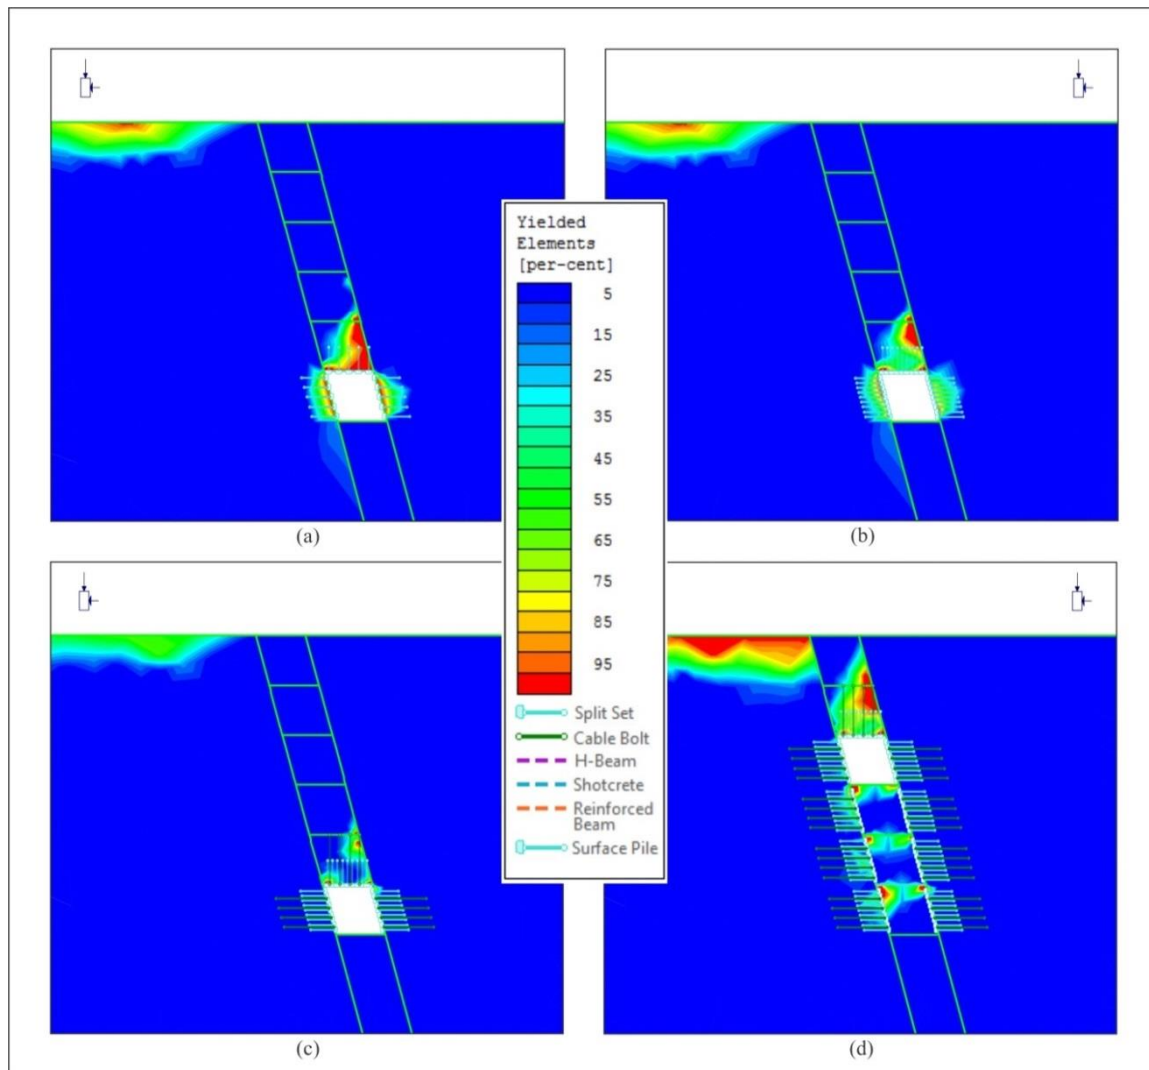 Yielded
Elements
[per-cent]
5
15
25
35
45
55
65
75
85
95
Split Set
Cable Bolt
H-Beam
Shotcrete
Reinforced
Beam
Surface Pile
(a)
(b)
(c)
(d)